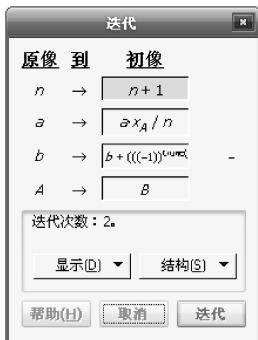 迭代
原像 到 初像
n → n + 1
a → a x_A / n
b → b + (((−1))^trunc(
A → B
迭代次数：2。
显示(D) 结构(S)
帮助(H) 取消 迭代